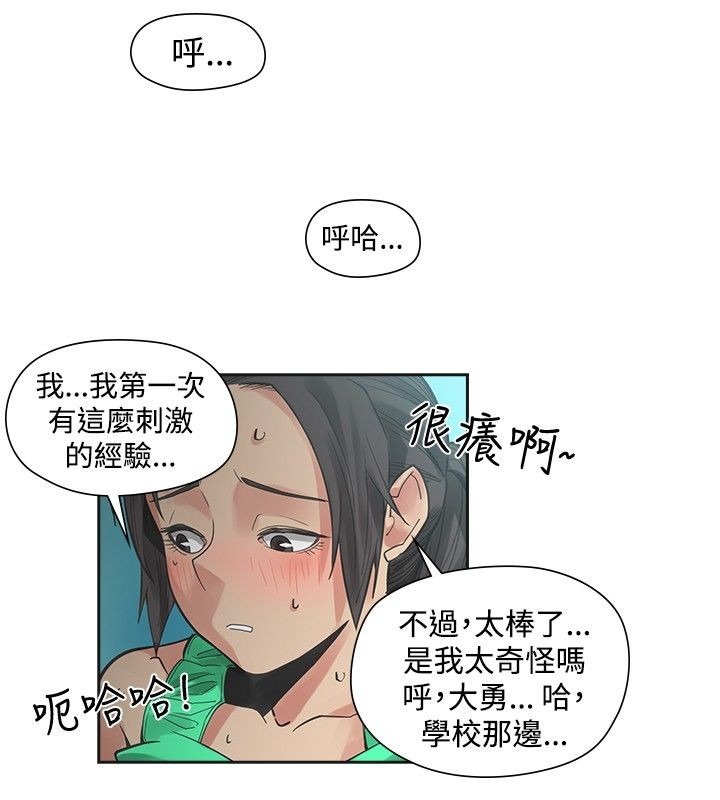 呼...
呼哈...
我...我第一次
有這麼刺激
的經驗...
很癢啊~
不過，太棒了...
是我太奇怪嗎
呼，大勇... 哈，
學校那邊...
呃哈哈！